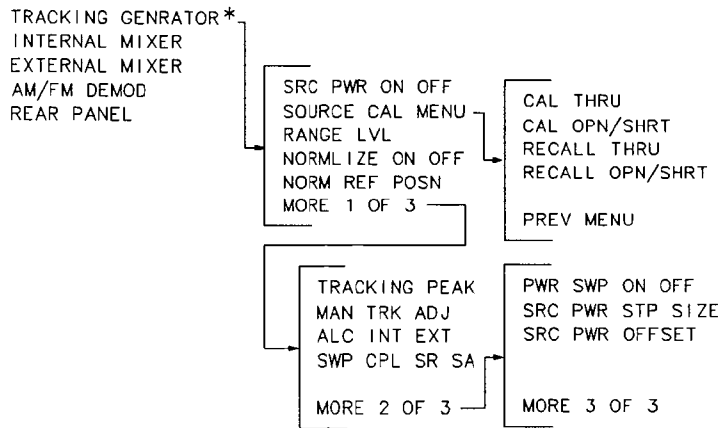 TRACKING GENRATOR*
INTERNAL MIXER
EXTERNAL MIXER
AM/FM DEMOD
REAR PANEL
SRC PWR ON OFF
SOURCE CAL MENU
RANGE LVL
NORMLIZE ON OFF
NORM REF POSN
MORE 1 OF 3
CAL THRU
CAL OPN/SHRT
RECALL THRU
RECALL OPN/SHRT
PREV MENU
TRACKING PEAK
MAN TRK ADJ
ALC INT EXT
SWP CPL SR SA
MORE 2 OF 3
PWR SWP ON OFF
SRC PWR STP SIZE
SRC PWR OFFSET
MORE 3 OF 3